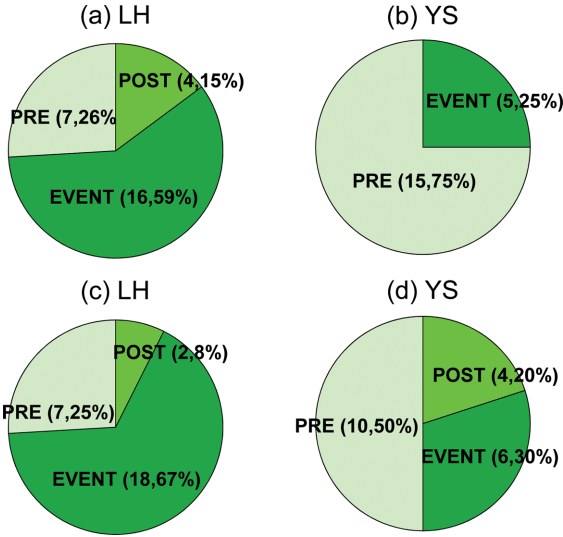 (a) LH
POST (4,15%)
PRE (7,26%
EVENT (16,59%)
(b) YS
EVENT (5,25%)
PRE (15,75%)
(c) LH
POST (2,8%)
PRE (7,25%)
EVENT (18,67%)
(d) YS
POST (4,20%)
PRE (10,50%)
EVENT (6,30%)